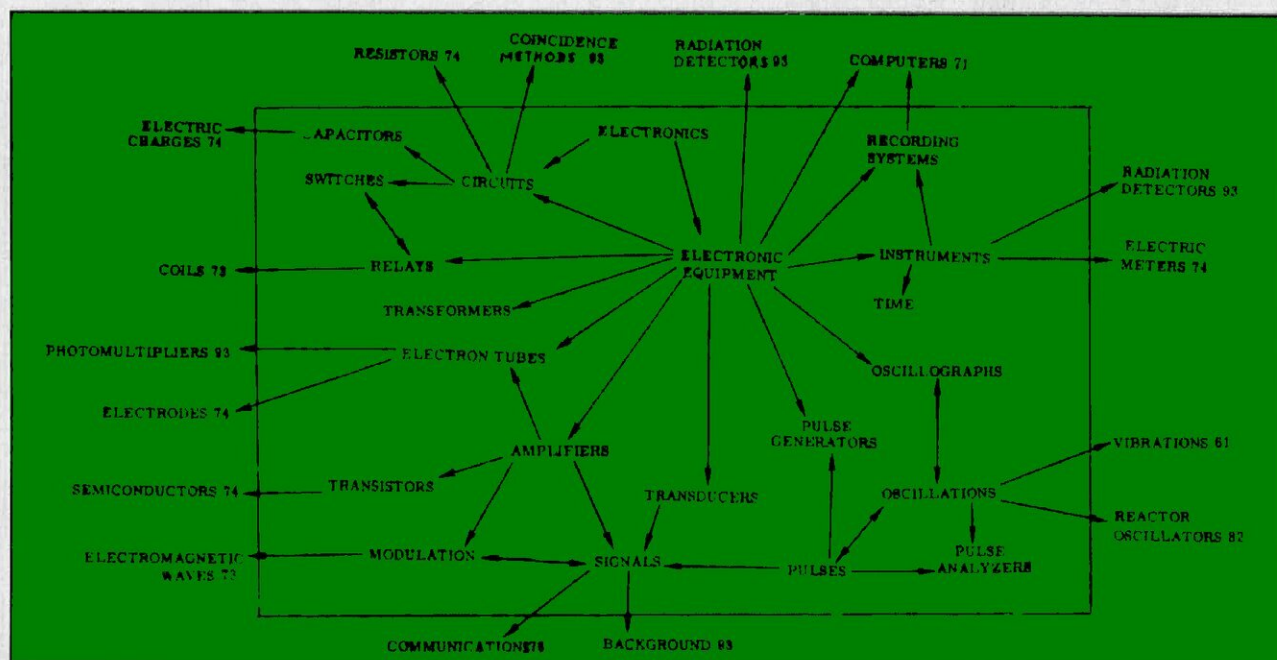 RESISTORS 74
COINCIDENCE
METHODS 93
RADIATION
DETECTORS 93
COMPUTERS 71
ELECTRIC
CHARGES 74
CAPACITORS
ELECTRONICS
RECORDING
SYSTEMS
SWITCHES
CIRCUITS
RADIATION
DETECTORS 93
COILS 73
RELAYS
ELECTRONIC
EQUIPMENT
INSTRUMENTS
ELECTRIC
METERS 74
TRANSFORMERS
TIME
PHOTOMULTIPLIERS 93
ELECTRON TUBES
OSCILLOGRAPHS
ELECTRODES 74
PULSE
GENERATORS
AMPLIFIERS
VIBRATIONS 61
SEMICONDUCTORS 74
TRANSISTORS
TRANSDUCERS
OSCILLATIONS
REACTOR
OSCILLATORS 82
ELECTROMAGNETIC
WAVES 73
MODULATION
SIGNALS
PULSES
PULSE
ANALYZERS
COMMUNICATIONS
BACKGROUND 93